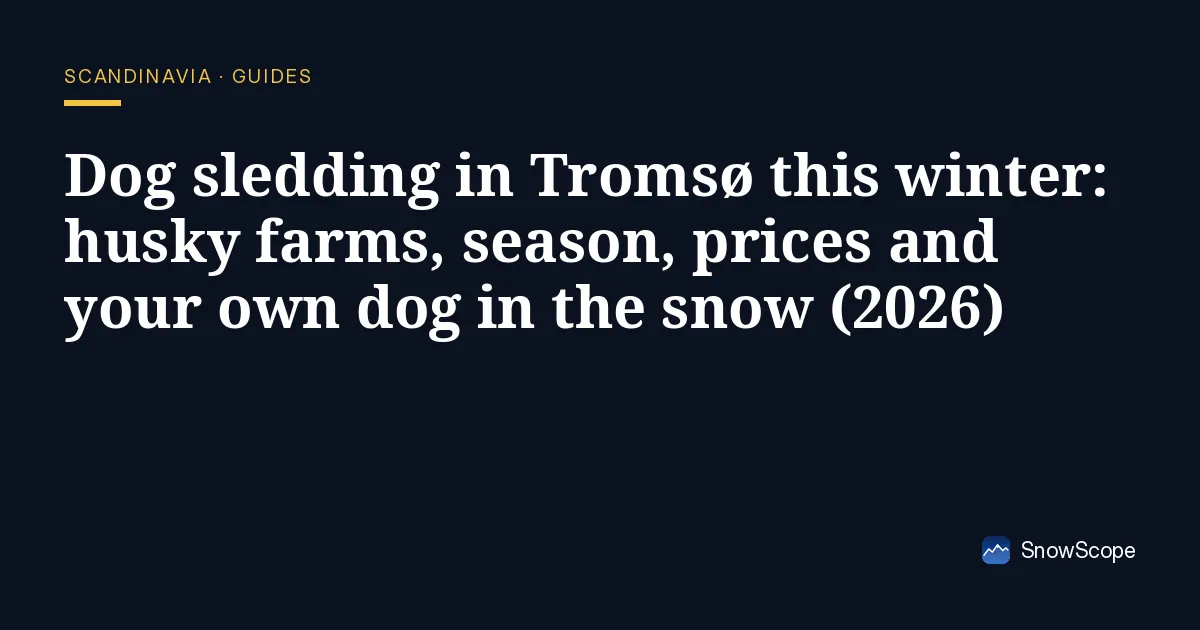 SCANDINAVIA · GUIDES
Dog sledding in Tromsø this winter:
husky farms, season, prices and
your own dog in the snow (2026)
SnowScope